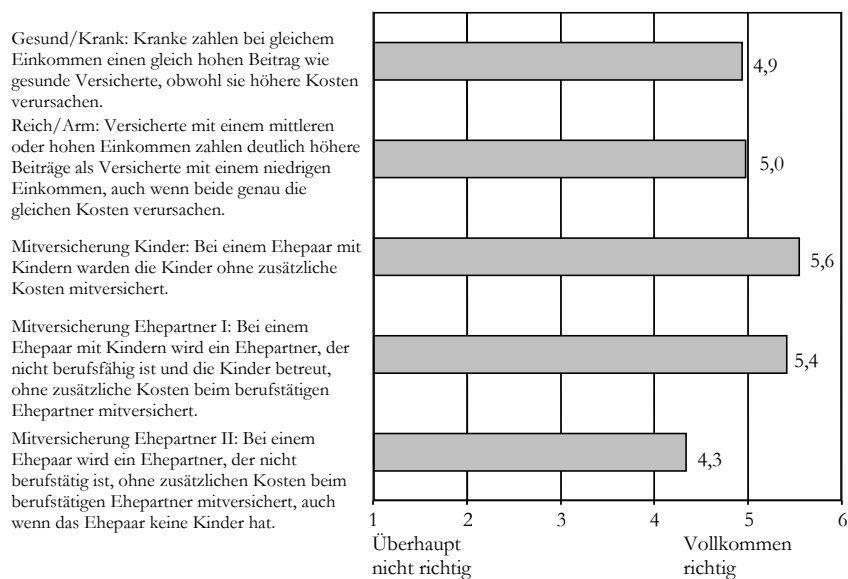 Gesund/Krank: Kranke zahlen bei gleichem
Einkommen einen gleich hohen Beitrag wie
gesunde Versicherte, obwohl sie höhere Kosten
verursachen.
4,9
Reich/Arm: Versicherte mit einem mittleren
oder hohen Einkommen zahlen deutlich höhere
Beiträge als Versicherte mit einem niedrigen
Einkommen, auch wenn beide genau die
gleichen Kosten verursachen.
5,0
Mitversicherung Kinder: Bei einem Ehepaar mit
Kindern warden die Kinder ohne zusätzliche
Kosten mitversichert.
5,6
Mitversicherung Ehepartner I: Bei einem
Ehepaar mit Kindern wird ein Ehepartner, der
nicht berufsfähig ist und die Kinder betreut,
ohne zusätzliche Kosten beim berufstätigen
Ehepartner mitversichert.
5,4
Mitversicherung Ehepartner II: Bei einem
Ehepaar wird ein Ehepartner, der nicht
berufstätig ist, ohne zusätzlichen Kosten beim
berufstätigen Ehepartner mitversichert, auch
wenn das Ehepaar keine Kinder hat.
4,3
1 2 3 4 5 6
Überhaupt
nicht richtig
Vollkommen
richtig